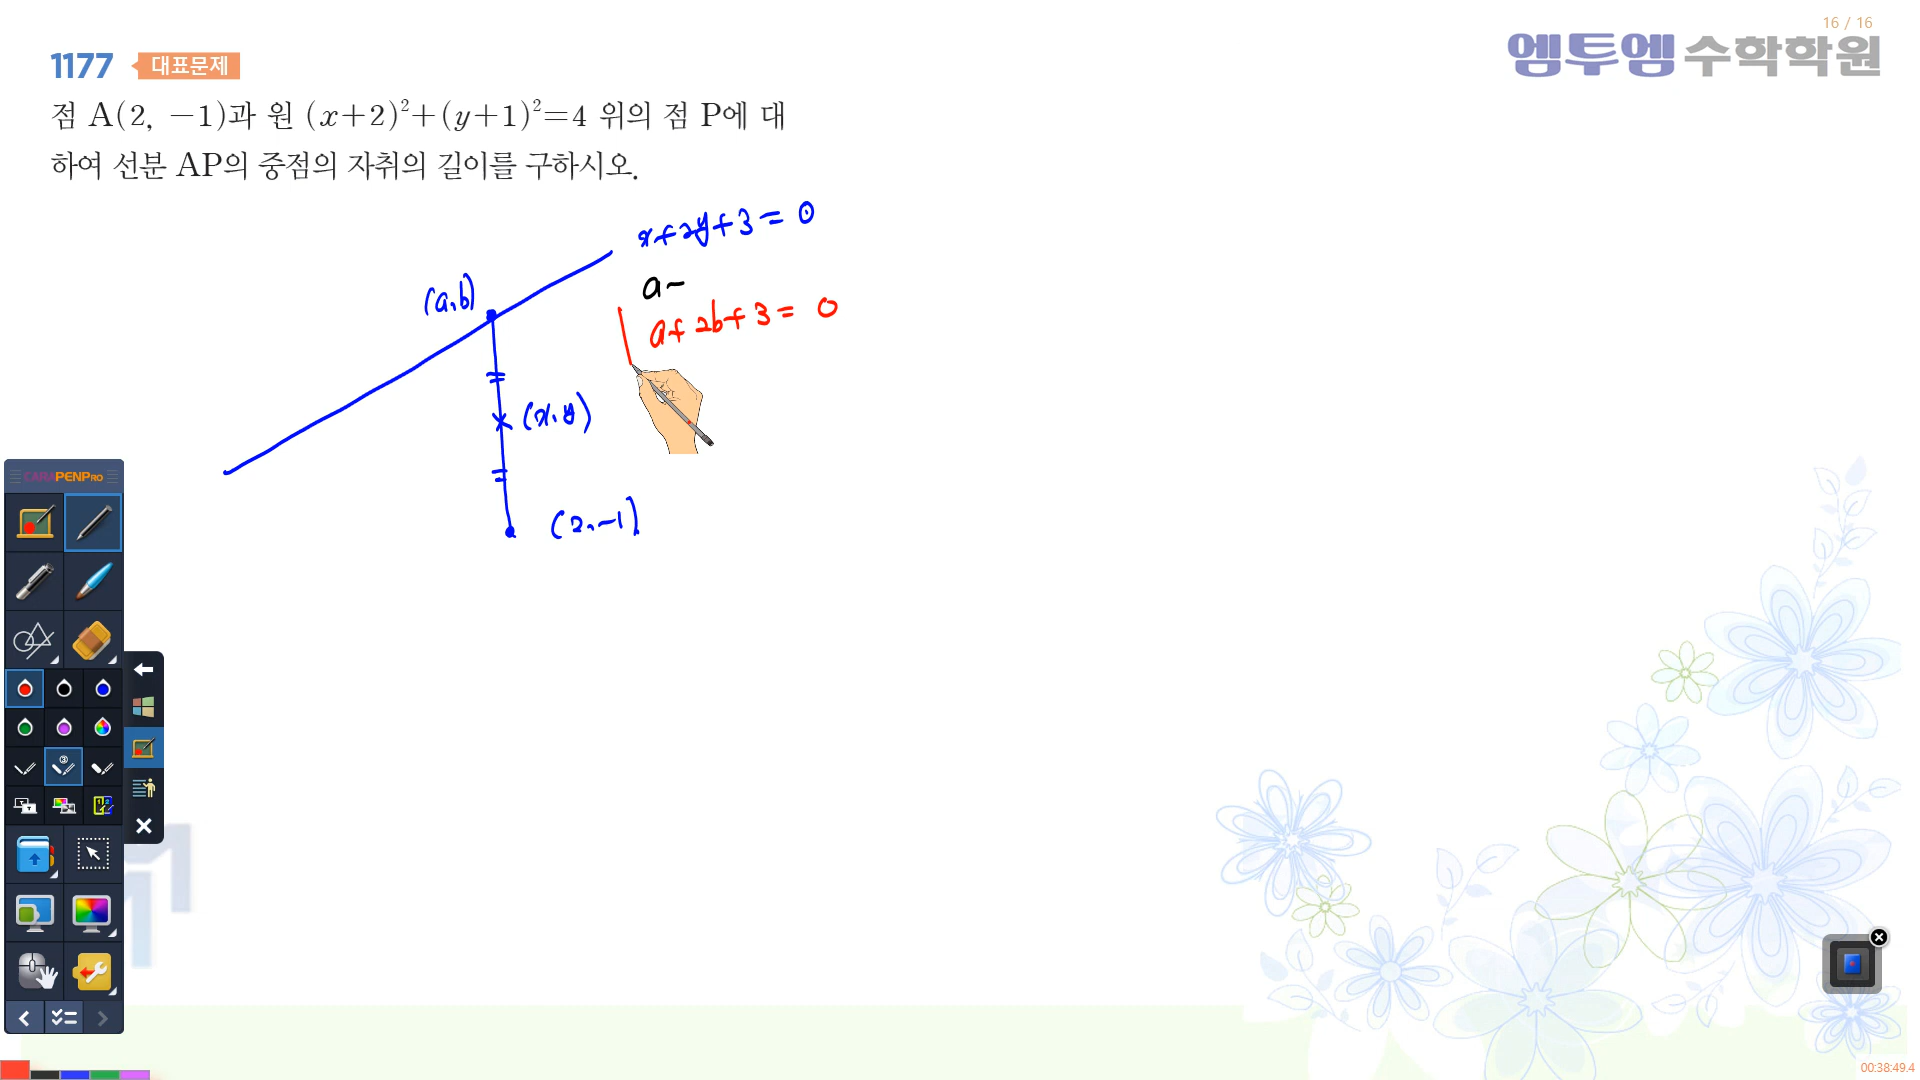 16 / 16
엠투엠 수학학원
1177 대표문제
점 A(2, −1)과 원 (x+2)²+(y+1)²=4 위의 점 P에 대
하여 선분 AP의 중점의 자취의 길이를 구하시오.
x+2y+3=0
(a,b)
a~
a+2b+3=0
(x,y)
(2,-1)
CARAPENPRO
00:38:49.4